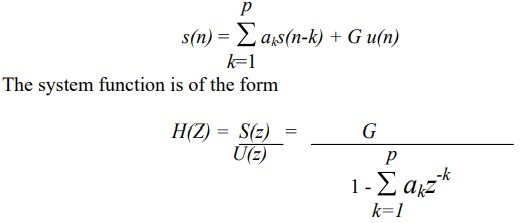 p
s(n) = ∑ aₖs(n-k) + G u(n)
k=1
The system function is of the form
H(Z) = S(z) = G
U(z)
p
1 - ∑ aₖz⁻ᵏ
k=1